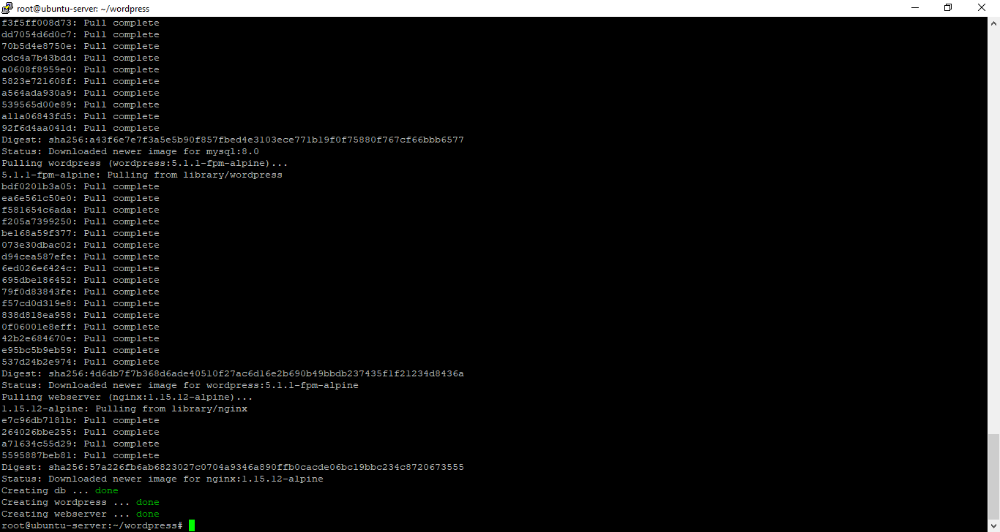 root@ubuntu-server: ~/wordpress
f3f5ff008d73: Pull complete
dd7054d6d0c7: Pull complete
70b5d4e8750e: Pull complete
cdc4a7b43bdd: Pull complete
a0608f8959e0: Pull complete
5823e721608f: Pull complete
a564ada930a9: Pull complete
539565d00e89: Pull complete
a11a06843fd5: Pull complete
92f6d4aa041d: Pull complete
Digest: sha256:a43f6e7e7f3a5e5b90f857fbed4e3103ece771b19f0f75880f767cf66bbb6577
Status: Downloaded newer image for mysql:8.0
Pulling wordpress (wordpress:5.1.1-fpm-alpine)...
5.1.1-fpm-alpine: Pulling from library/wordpress
bdf0201b3a05: Pull complete
ea6e561c50e0: Pull complete
f581654c6ada: Pull complete
f205a7399250: Pull complete
be168a59f377: Pull complete
073e30dbac02: Pull complete
d94cea587efe: Pull complete
6ed026e6424c: Pull complete
695dbe186452: Pull complete
79f0d83843fe: Pull complete
f57cd0d319e8: Pull complete
838d818ea958: Pull complete
0f06001e8eff: Pull complete
42b2e684670e: Pull complete
e95bc5b9eb59: Pull complete
537d24b2e974: Pull complete
Digest: sha256:4d6db7f7b368d6ade40510f27ac6d16e2b690b49bbdb237435f1f21234d8436a
Status: Downloaded newer image for wordpress:5.1.1-fpm-alpine
Pulling webserver (nginx:1.15.12-alpine)...
1.15.12-alpine: Pulling from library/nginx
e7c96db7181b: Pull complete
264026bbe255: Pull complete
a71634c55d29: Pull complete
5595887beb81: Pull complete
Digest: sha256:57a226fb6ab6823027c0704a9346a890ffb0cacde06bc19bbc234c8720673555
Status: Downloaded newer image for nginx:1.15.12-alpine
Creating db ... done
Creating wordpress ... done
Creating webserver ... done
root@ubuntu-server:~/wordpress#